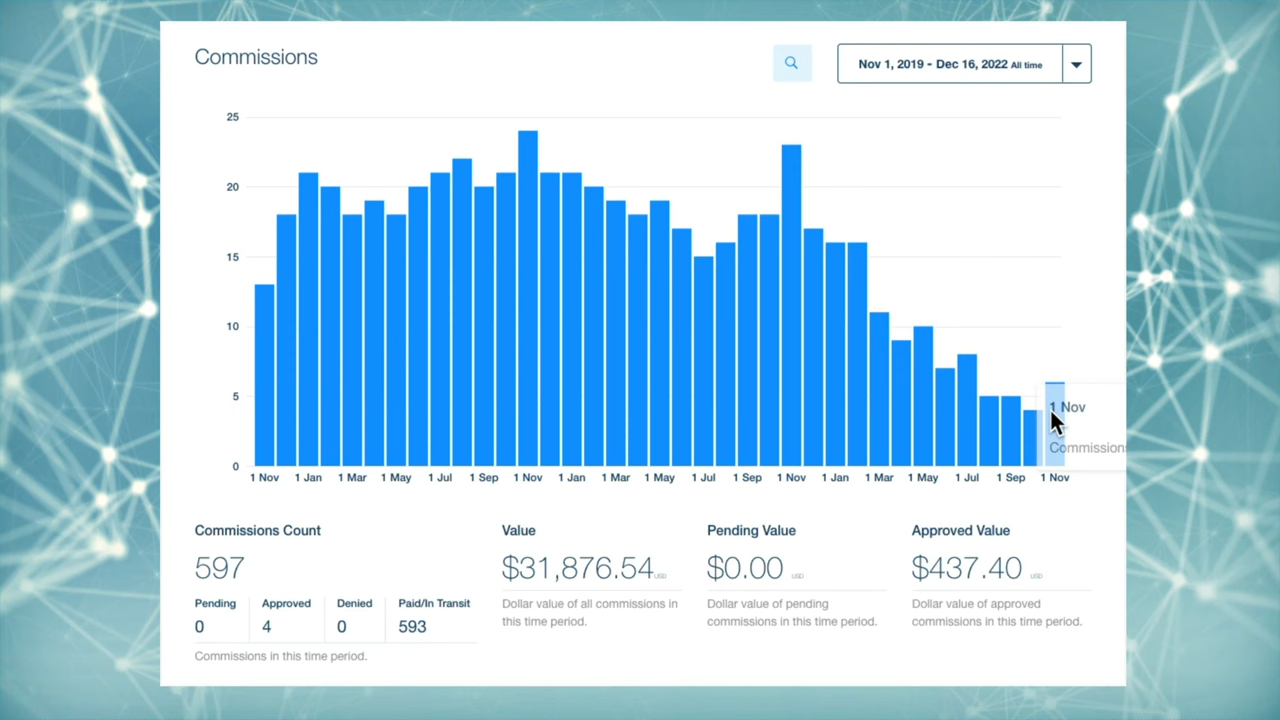 Commissions
Nov 1, 2019 - Dec 16, 2022 All time
25
20
15
10
5
0
1 Nov
Commissions
1 Nov 1 Jan 1 Mar 1 May 1 Jul 1 Sep 1 Nov 1 Jan 1 Mar 1 May 1 Jul 1 Sep 1 Nov 1 Jan 1 Mar 1 May 1 Jul 1 Sep 1 Nov
Commissions Count
597
Pending Approved Denied Paid/In Transit
0 4 0 593
Commissions in this time period.
Value
$31,876.54 USD
Dollar value of all commissions in
this time period.
Pending Value
$0.00 USD
Dollar value of pending
commissions in this time period.
Approved Value
$437.40 USD
Dollar value of approved
commissions in this time period.